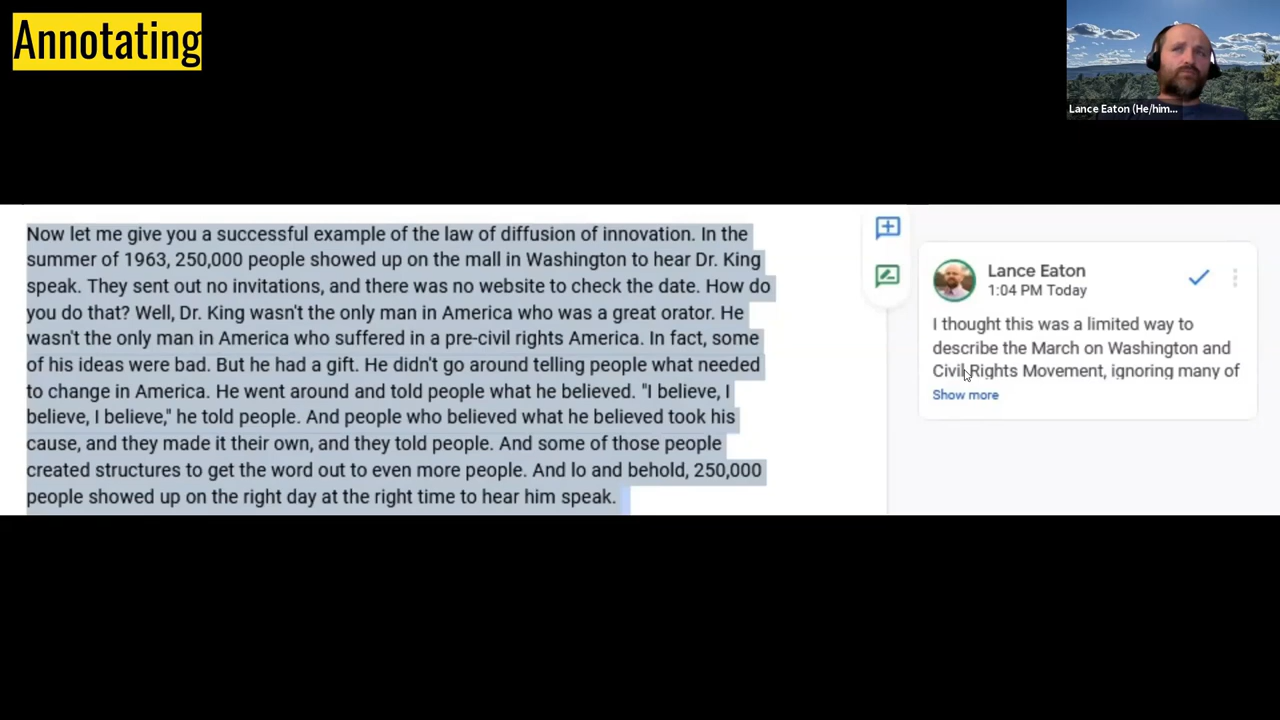 Annotating
Lance Eaton (He/him...
Now let me give you a successful example of the law of diffusion of innovation. In the
summer of 1963, 250,000 people showed up on the mall in Washington to hear Dr. King
speak. They sent out no invitations, and there was no website to check the date. How do
you do that? Well, Dr. King wasn't the only man in America who was a great orator. He
wasn't the only man in America who suffered in a pre-civil rights America. In fact, some
of his ideas were bad. But he had a gift. He didn't go around telling people what needed
to change in America. He went around and told people what he believed. "I believe, I
believe, I believe," he told people. And people who believed what he believed took his
cause, and they made it their own, and they told people. And some of those people
created structures to get the word out to even more people. And lo and behold, 250,000
people showed up on the right day at the right time to hear him speak.
Lance Eaton
1:04 PM Today
I thought this was a limited way to
describe the March on Washington and
Civil Rights Movement, ignoring many of
Show more